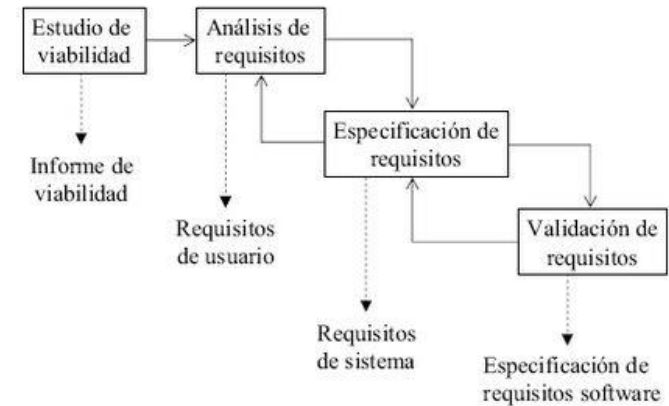 Estudio de
viabilidad
Análisis de
requisitos
Especificación de
requisitos
Informe de
viabilidad
Validación de
requisitos
Requisitos
de usuario
Requisitos
de sistema
Especificación de
requisitos software